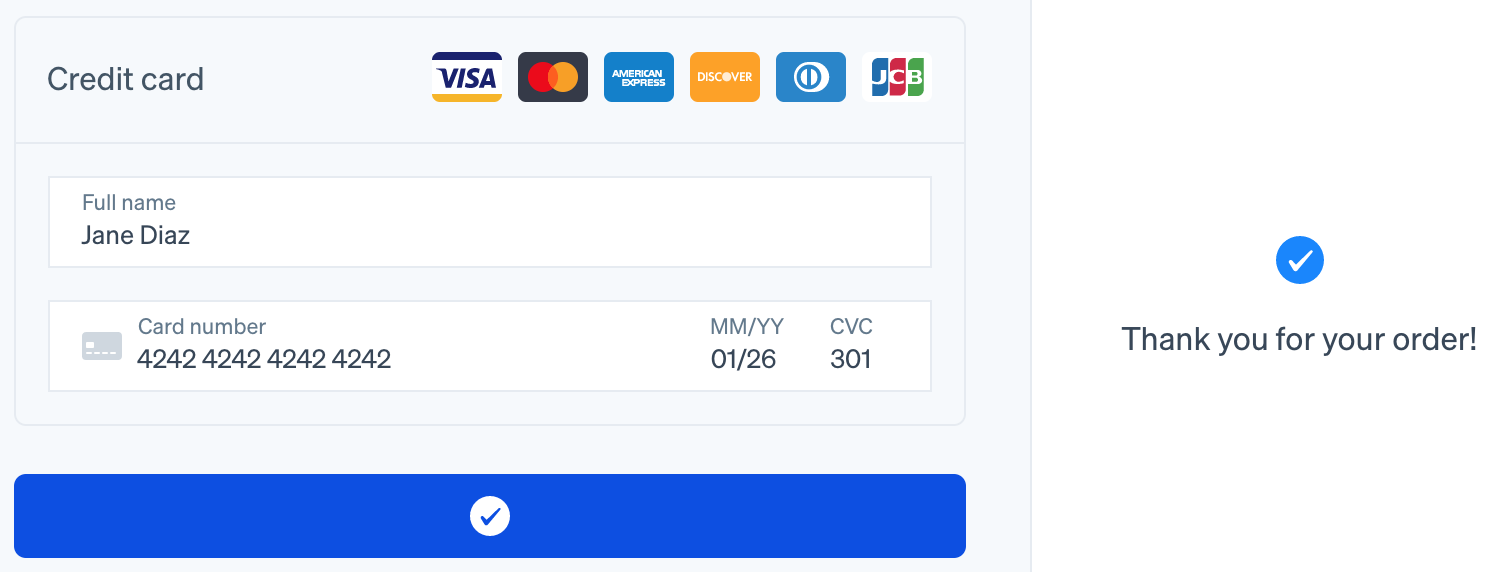 Credit card
VISA
AMERICAN
EXPRESS
DISCOVER
JCB
Full name
Jane Diaz
Card number MM/YY CVC
4242 4242 4242 4242 01/26 301
Thank you for your order!